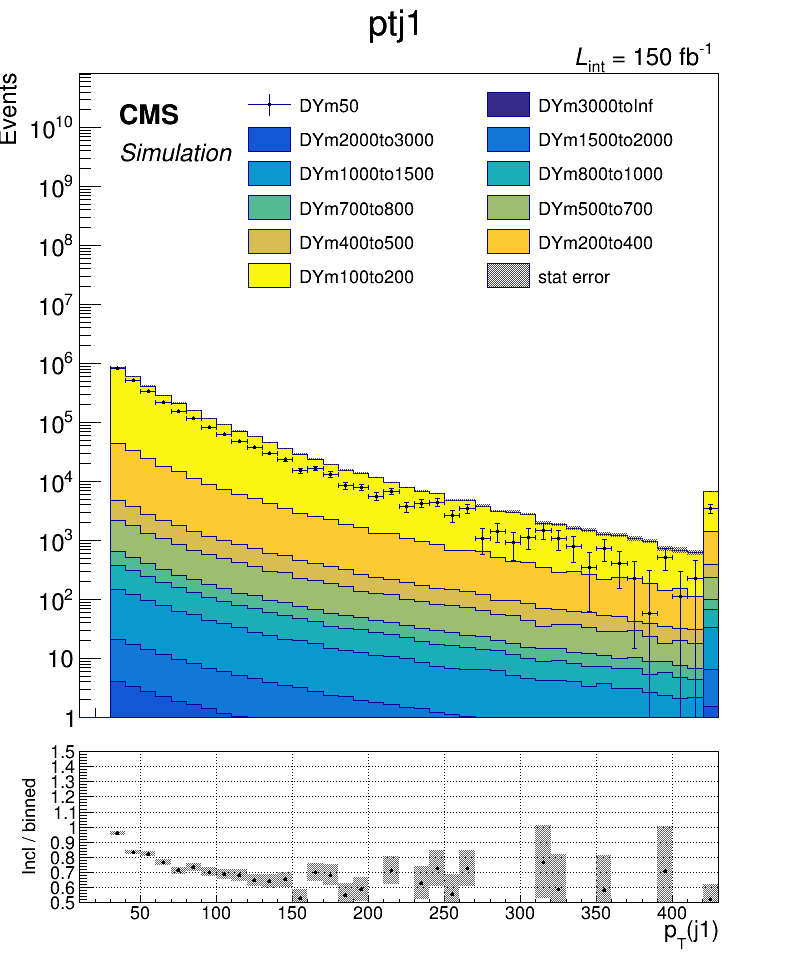 ptj1
L_int = 150 fb^-1
Events
CMS
Simulation
DYm50
DYm3000toInf
DYm2000to3000
DYm1500to2000
DYm1000to1500
DYm800to1000
DYm700to800
DYm500to700
DYm400to500
DYm200to400
DYm100to200
stat error
10^10
10^9
10^8
10^7
10^6
10^5
10^4
10^3
10^2
10
1
Incl / binned
1.5
1.4
1.3
1.2
1.1
1
0.9
0.8
0.7
0.6
0.5
50 100 150 200 250 300 350 400
p_T(j1)